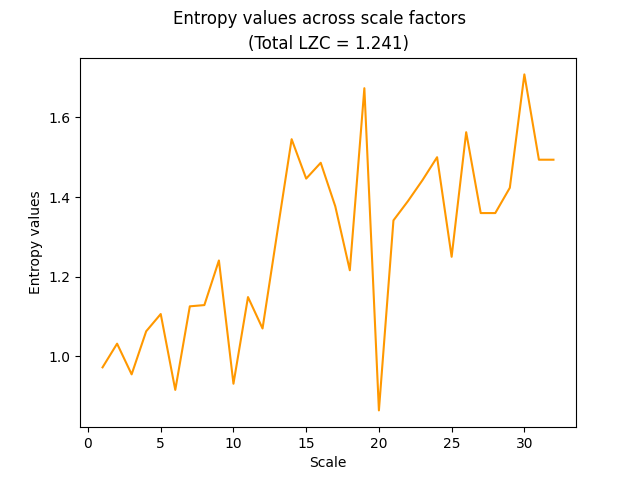 Entropy values across scale factors
(Total LZC = 1.241)
1.6
1.4
1.2
1.0
Entropy values
0 5 10 15 20 25 30
Scale